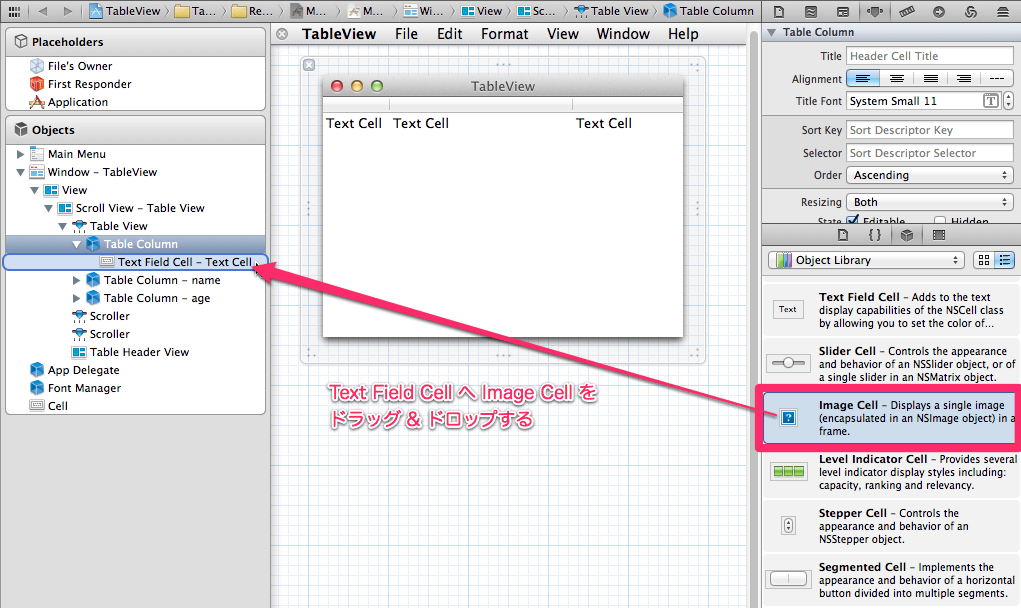 TableView
Ta...
Re...
M...
M...
Wi...
View
Sc...
Table View
Table Column
Placeholders
File's Owner
First Responder
Application
Objects
Main Menu
Window – TableView
View
Scroll View – Table View
Table View
Table Column
Text Field Cell – Text Cell
Table Column – name
Table Column – age
Scroller
Scroller
Table Header View
App Delegate
Font Manager
Cell
TableView File Edit Format View Window Help
TableView
Text Cell Text Cell Text Cell
Text Field Cell へ Image Cell を
ドラッグ & ドロップする
Table Column
Title Header Cell Title
Alignment
Title Font System Small 11
Sort Key Sort Descriptor Key
Selector Sort Descriptor Selector
Order Ascending
Resizing Both
State Editable Hidden
Object Library
Text
Text Field Cell – Adds to the text
display capabilities of the NSCell class
by allowing you to set the color of...
Slider Cell – Controls the appearance
and behavior of an NSSlider object, or of
a single slider in an NSMatrix object.
Image Cell – Displays a single image
(encapsulated in an NSImage object) in a
frame.
Level Indicator Cell – Provides several
level indicator display styles including:
capacity, ranking and relevancy.
Stepper Cell – Controls the
appearance and behavior of an
NSStepper object.
Segmented Cell – Implements the
appearance and behavior of a horizontal
button divided into multiple segments.